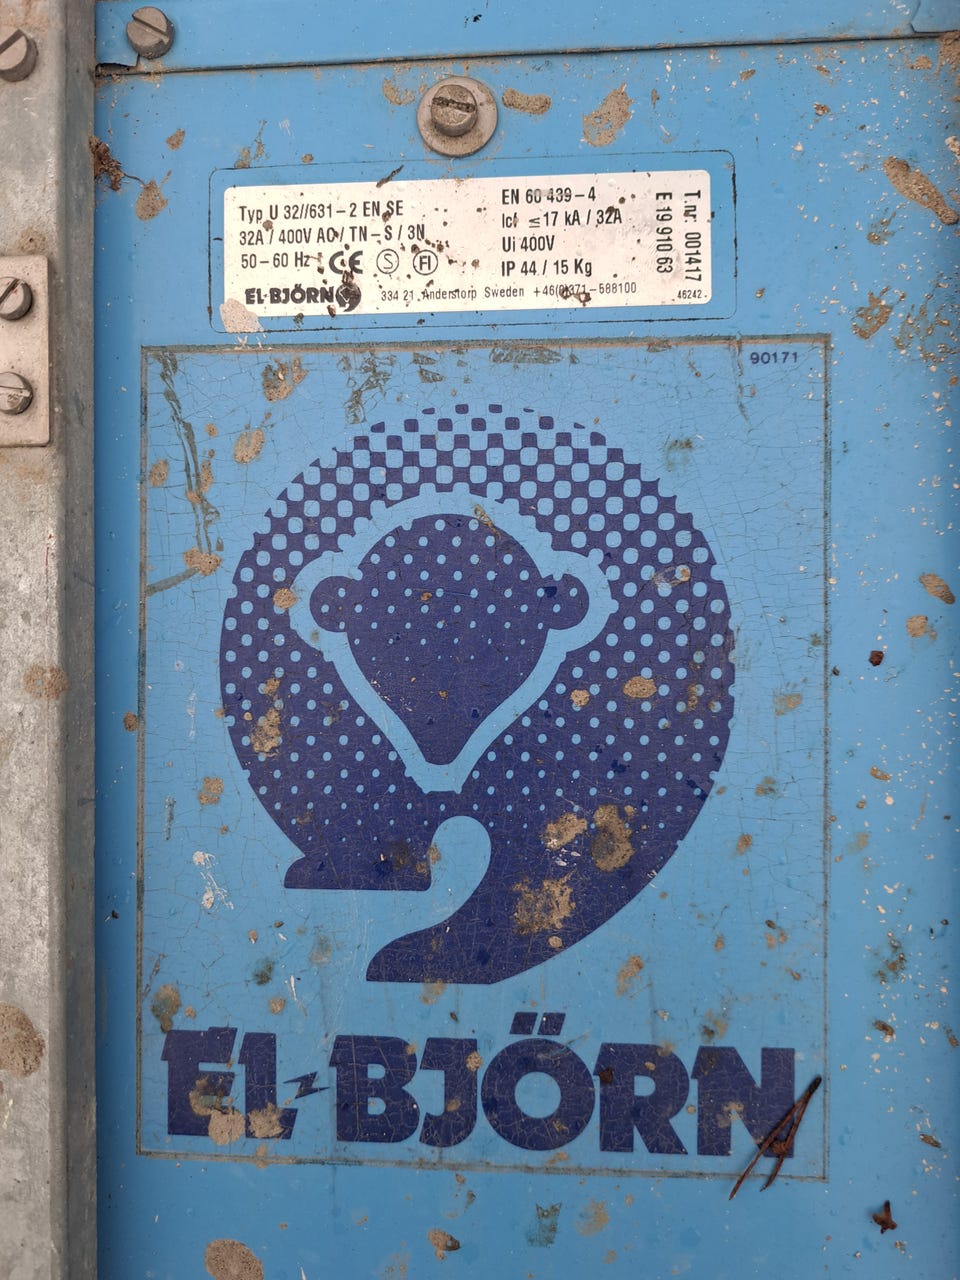 Typ U 32//631-2 EN SE
32A / 400V AC / TN-S / 3N
50-60 Hz CE S FI
EL-BJÖRN
EN 60 439-4
Icf ≤17 kA / 32A
Ui 400V
IP 44 / 15 Kg
334 21 Anderstorp Sweden +46(0)371-588100
46242.
T.nr. 001417
E 19 910 63
90171
EL-BJÖRN